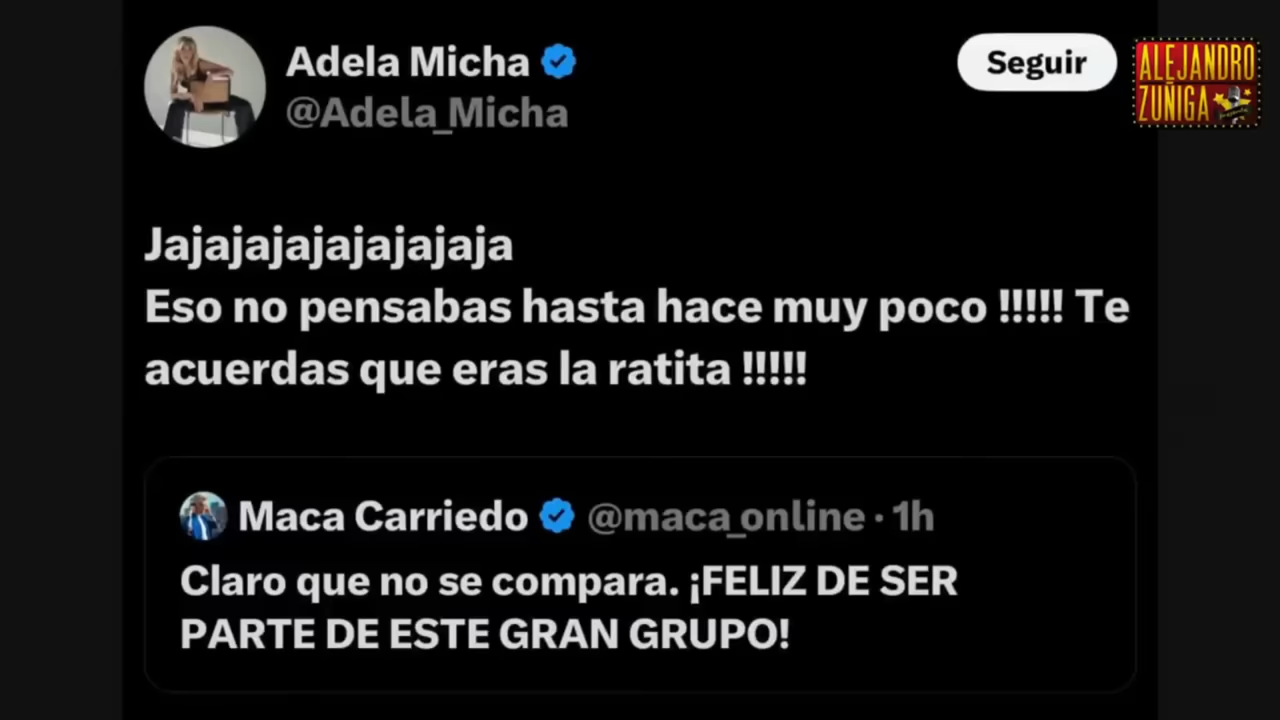 Adela Micha
@Adela_Micha
Seguir
ALEJANDRO
ZUÑIGA
Jajajajajajajajaja
Eso no pensabas hasta hace muy poco !!!!! Te
acuerdas que eras la ratita !!!!!
Maca Carriedo @maca_online · 1h
Claro que no se compara. ¡FELIZ DE SER
PARTE DE ESTE GRAN GRUPO!